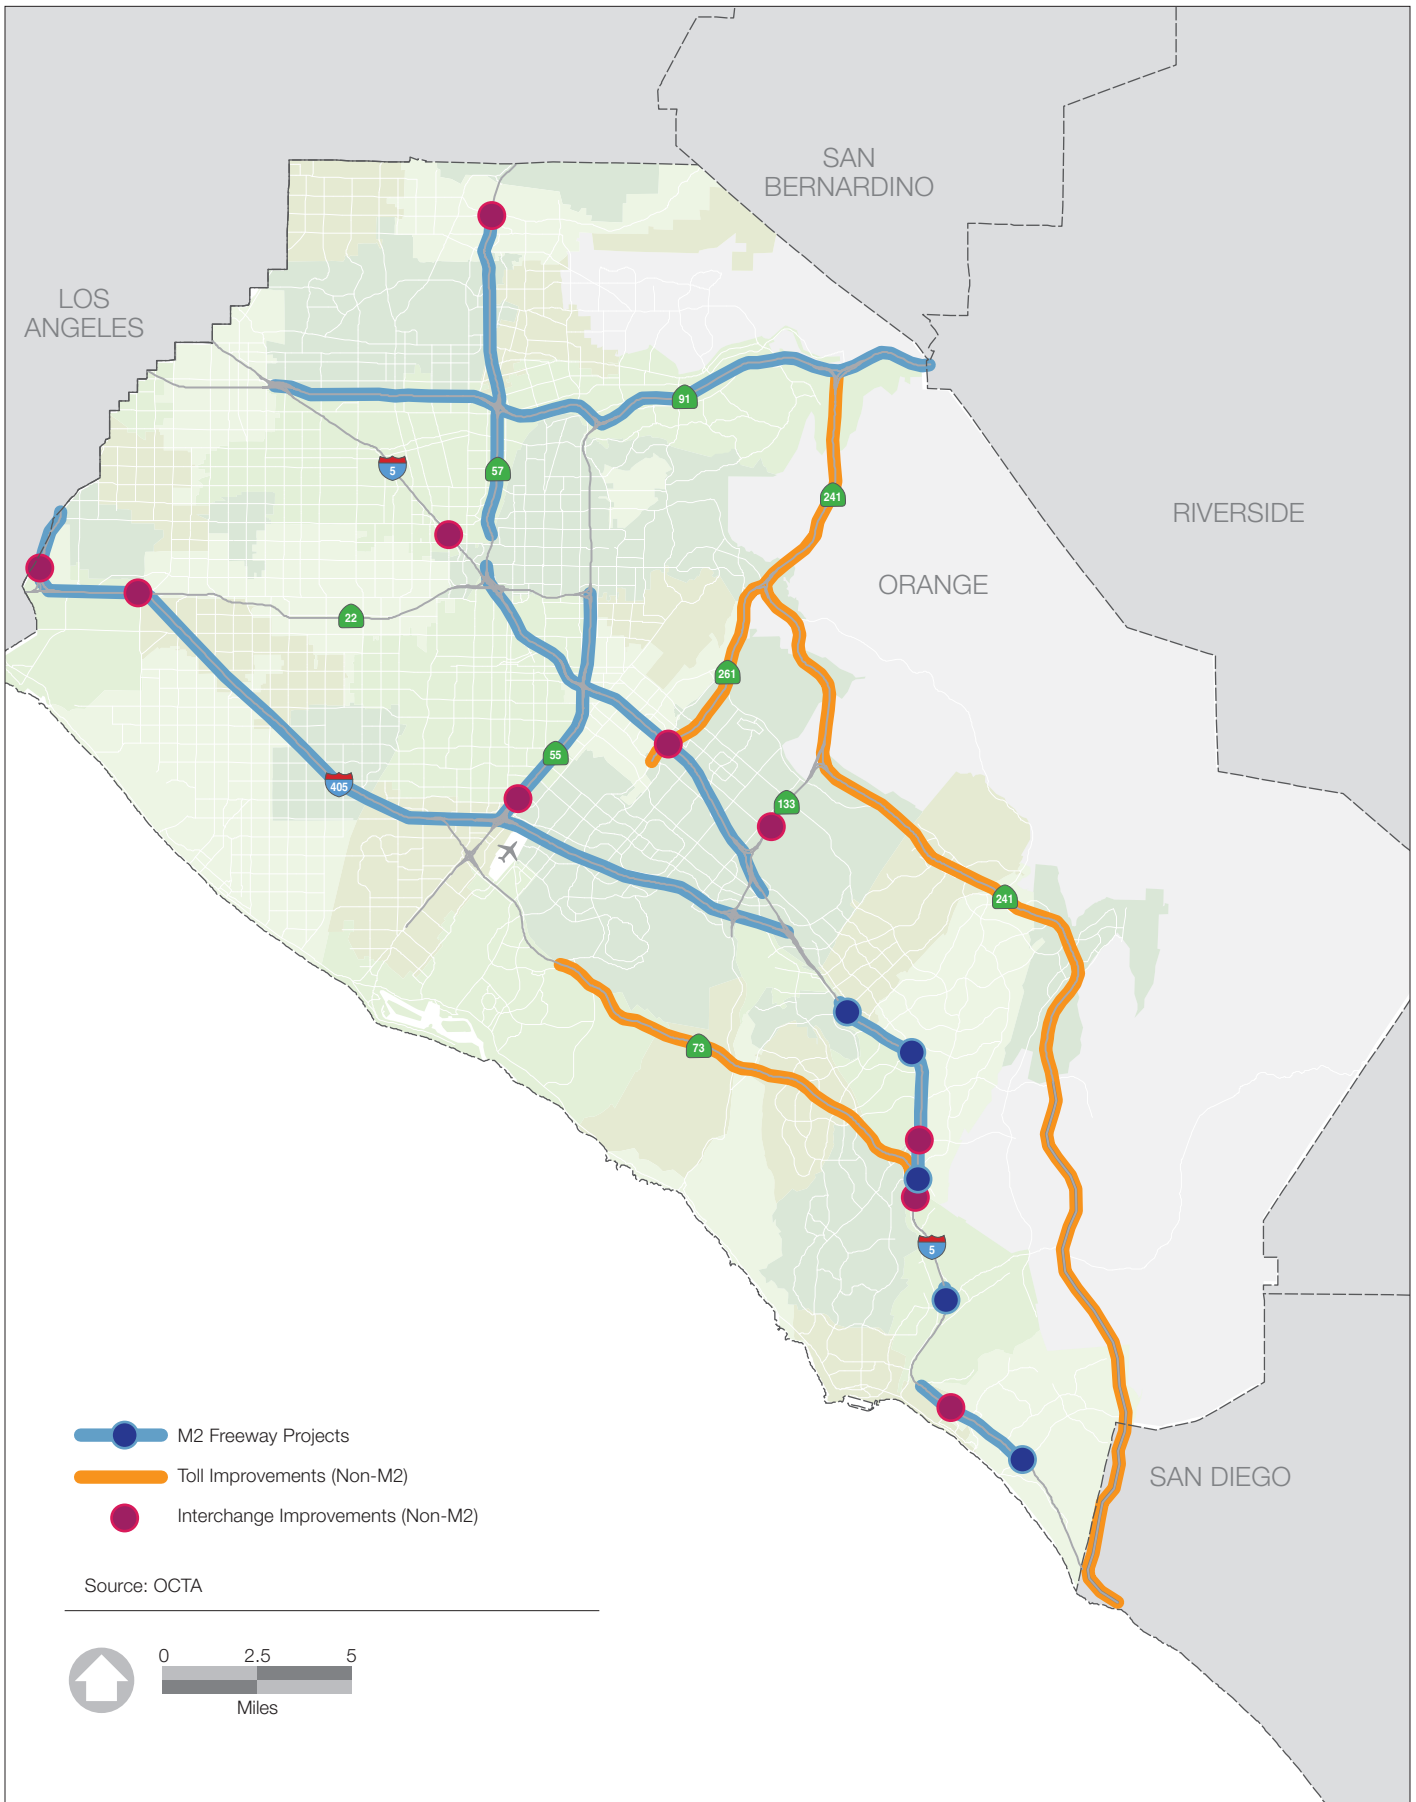 SAN
BERNARDINO
LOS
ANGELES
91
5
57
241
RIVERSIDE
ORANGE
22
261
55
405
133
241
73
5
M2 Freeway Projects
Toll Improvements (Non-M2)
SAN DIEGO
Interchange Improvements (Non-M2)
Source: OCTA
0 2.5 5
Miles